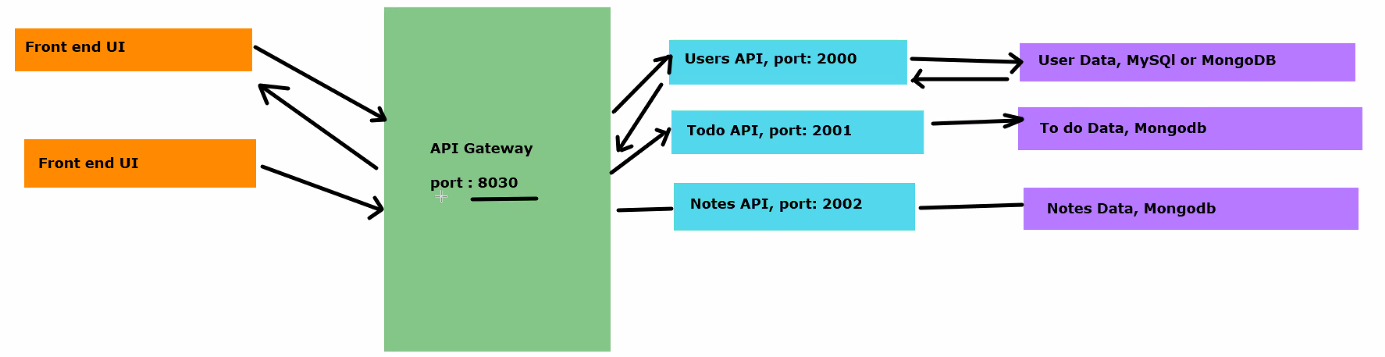 Front end UI
Front end UI
API Gateway
port : 8030
Users API, port: 2000
Todo API, port: 2001
Notes API, port: 2002
User Data, MySQl or MongoDB
To do Data, Mongodb
Notes Data, Mongodb